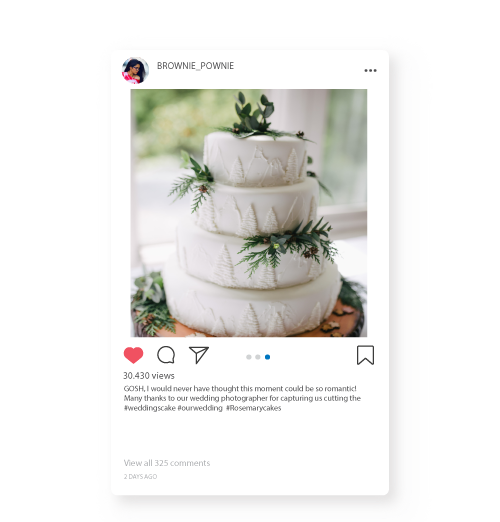 BROWNIE_POWNIE
30.430 views
GOSH, I would never have thought this moment could be so romantic!
Many thanks to our wedding photographer for capturing us cutting the
#weddingscake #ourwedding #Rosemarycakes
View all 325 comments
2 DAYS AGO